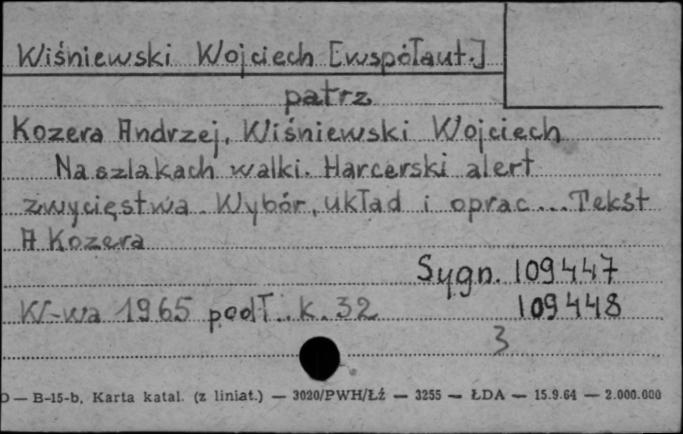 Wiśniewski Wojciech [współaut.]
patrz
Kozera Andrzej, Wiśniewski Wojciech
Na szlakach walki. Harcerski alert
zwycięstwa. Wybór, układ i oprac... Tekst
A Kozera
Sygn. 109447
W-wa 1965 podł. k. 32 109448
3
D — B-15-b, Karta katal. (z liniat.) — 3020/PWH/Łź — 3255 — ŁDA — 15.9.64 — 2.000.000